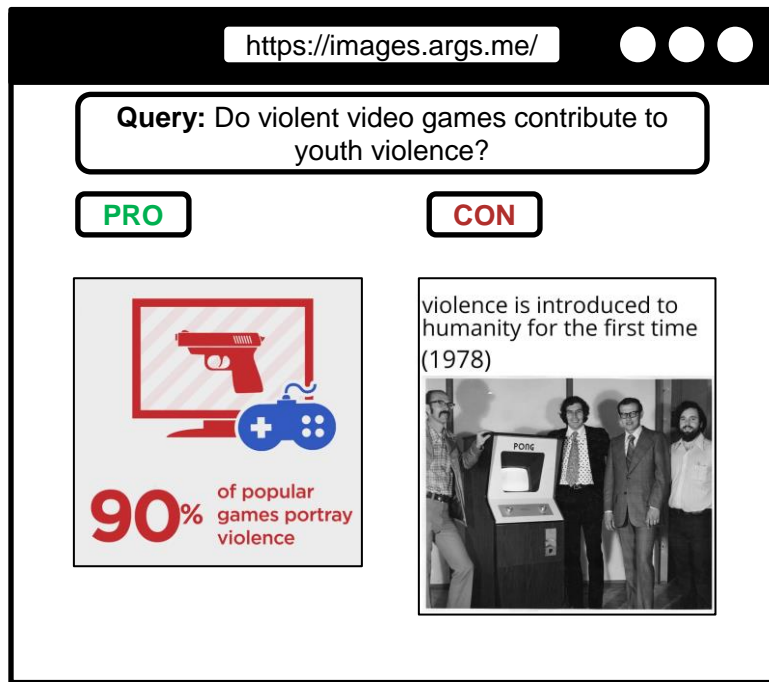 https://images.args.me/
Query: Do violent video games contribute to
youth violence?
PRO
CON
90% of popular
games portray
violence
violence is introduced to
humanity for the first time
(1978)
PONG